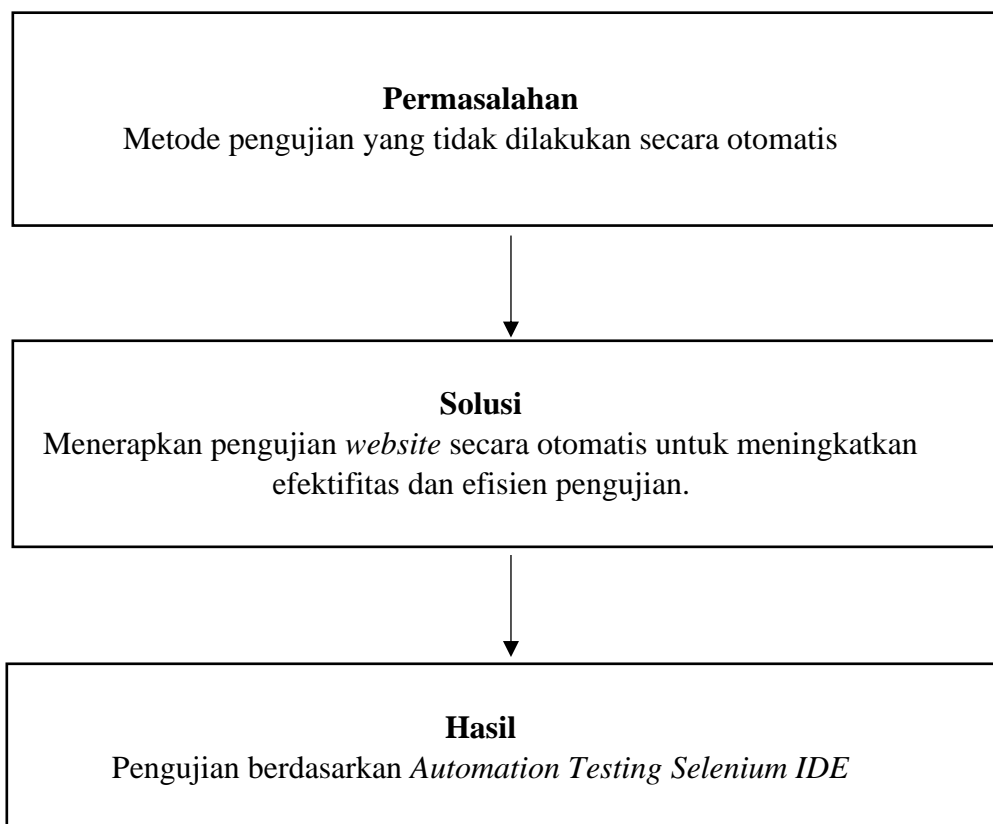 Permasalahan
Metode pengujian yang tidak dilakukan secara otomatis
Solusi
Menerapkan pengujian website secara otomatis untuk meningkatkan
efektifitas dan efisien pengujian.
Hasil
Pengujian berdasarkan Automation Testing Selenium IDE